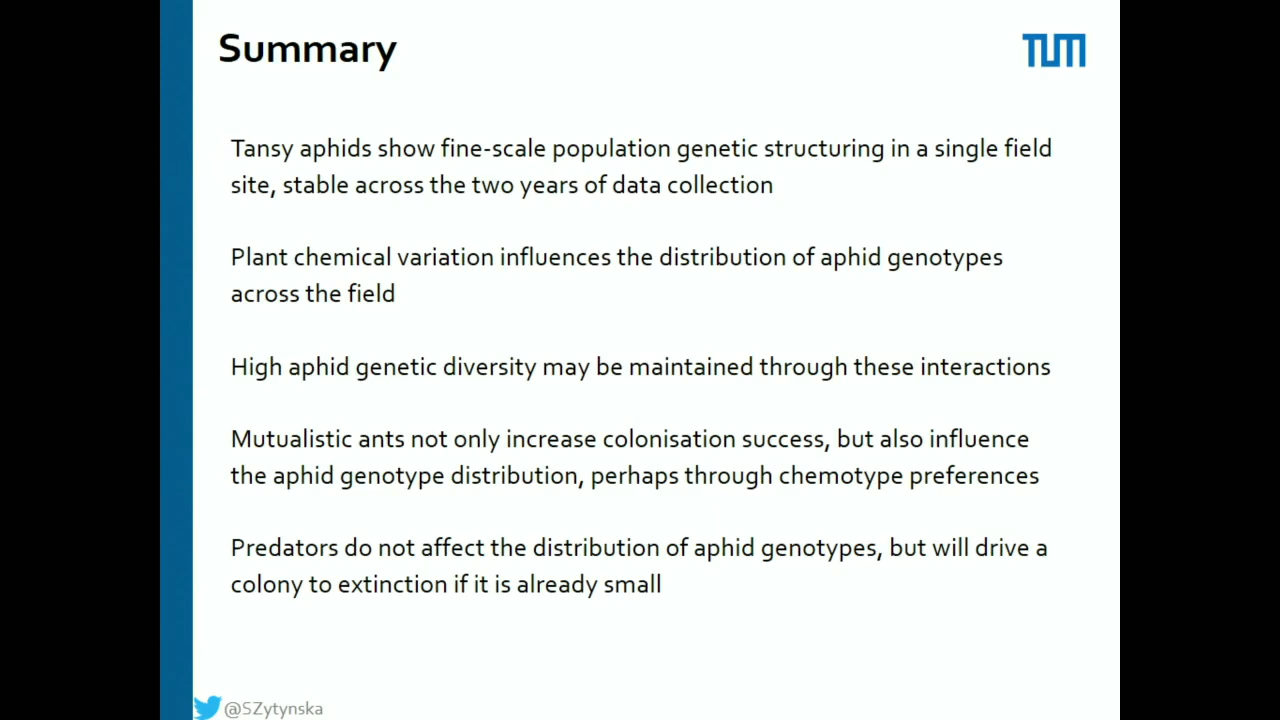 Summary
TUM
Tansy aphids show fine-scale population genetic structuring in a single field
site, stable across the two years of data collection
Plant chemical variation influences the distribution of aphid genotypes
across the field
High aphid genetic diversity may be maintained through these interactions
Mutualistic ants not only increase colonisation success, but also influence
the aphid genotype distribution, perhaps through chemotype preferences
Predators do not affect the distribution of aphid genotypes, but will drive a
colony to extinction if it is already small
@SZytynska